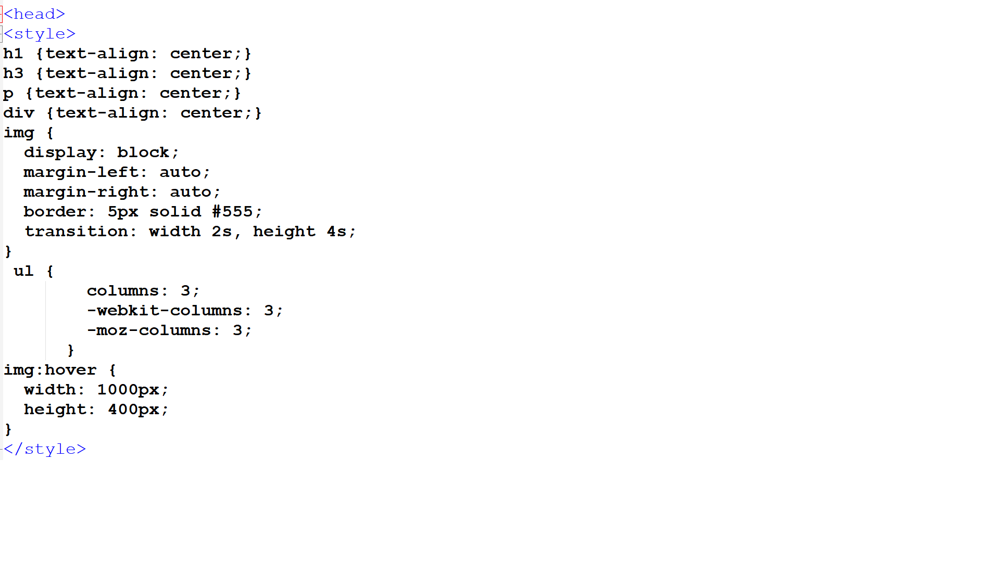 <head>
<style>
h1 {text-align: center;}
h3 {text-align: center;}
p {text-align: center;}
div {text-align: center;}
img {
  display: block;
  margin-left: auto;
  margin-right: auto;
  border: 5px solid #555;
  transition: width 2s, height 4s;
}
 ul {
        columns: 3;
        -webkit-columns: 3;
        -moz-columns: 3;
      }
img:hover {
  width: 1000px;
  height: 400px;
}
</style>